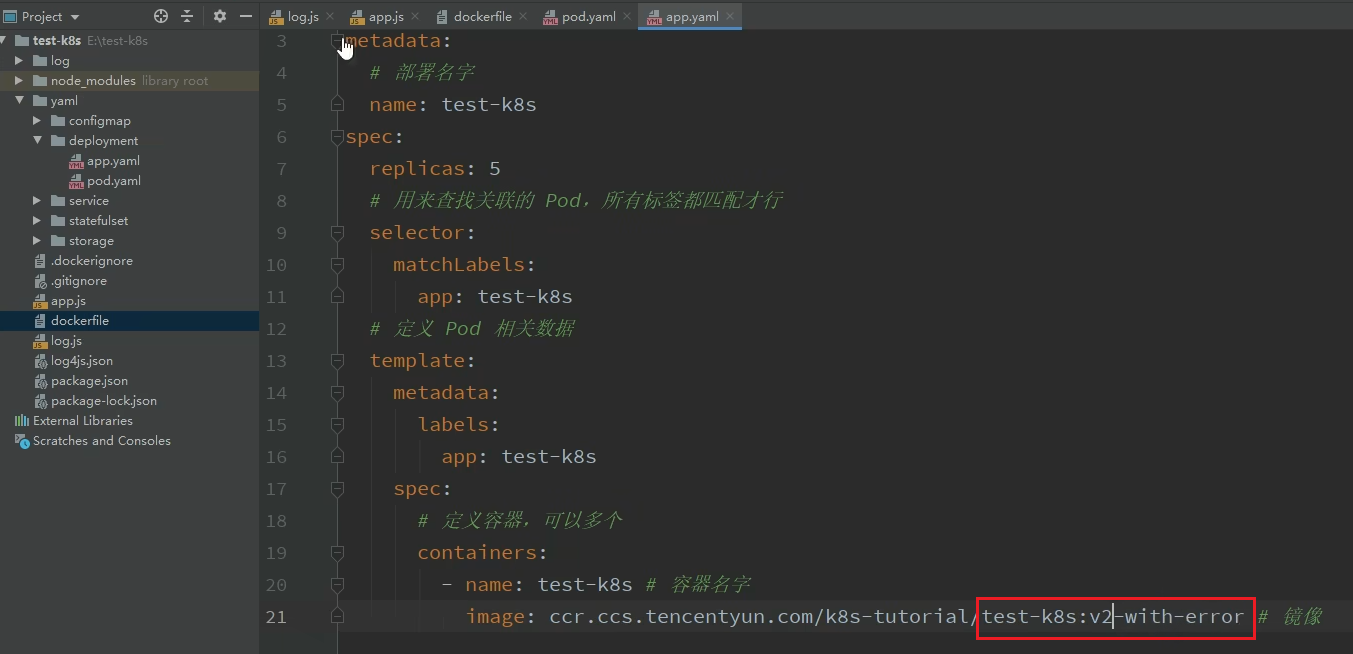 Project
test-k8s E:\test-k8s
log
node_modules library root
yaml
configmap
deployment
app.yaml
pod.yaml
service
statefulset
storage
.dockerignore
.gitignore
app.js
dockerfile
log.js
log4js.json
package.json
package-lock.json
External Libraries
Scratches and Consoles
log.js app.js dockerfile pod.yaml app.yaml
3 metadata:
4 # 部署名字
5 name: test-k8s
6 spec:
7 replicas: 5
8 # 用来查找关联的 Pod，所有标签都匹配才行
9 selector:
10 matchLabels:
11 app: test-k8s
12 # 定义 Pod 相关数据
13 template:
14 metadata:
15 labels:
16 app: test-k8s
17 spec:
18 # 定义容器，可以多个
19 containers:
20 - name: test-k8s # 容器名字
21 image: ccr.ccs.tencentyun.com/k8s-tutorial/test-k8s:v2-with-error # 镜像